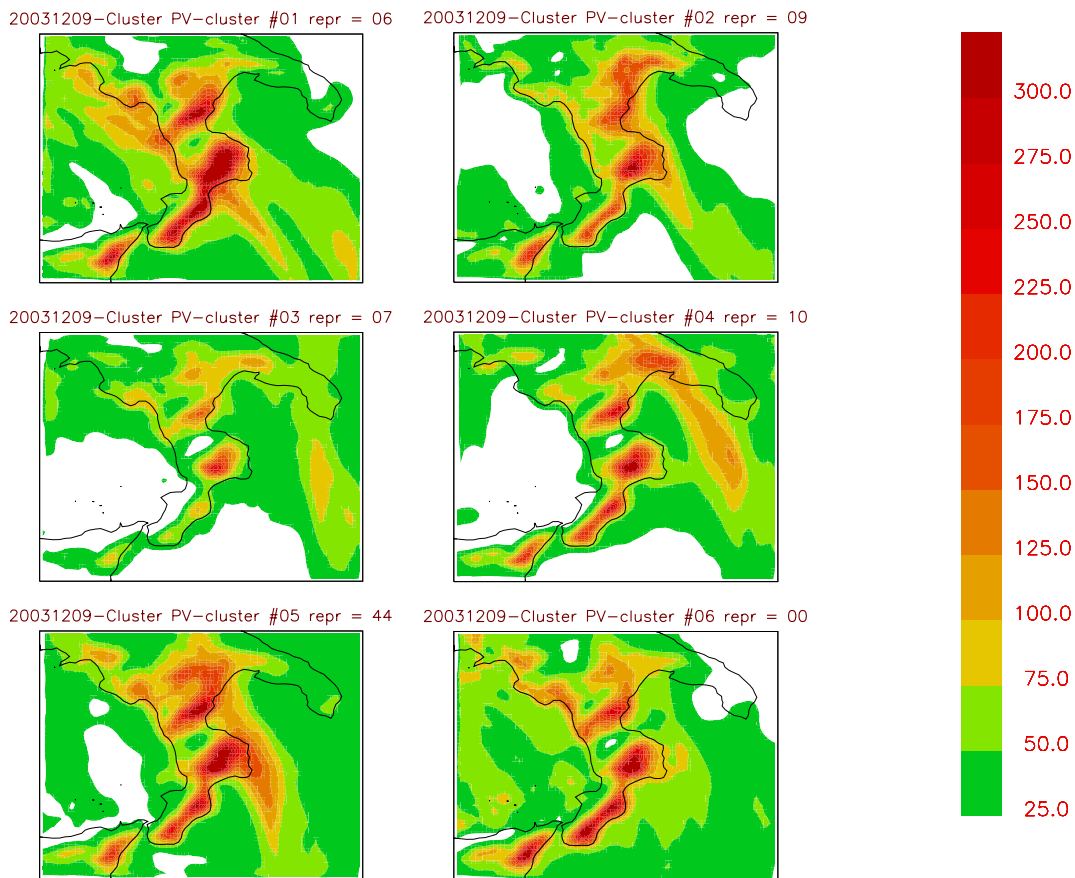 20031209-Cluster PV-cluster #01 repr = 06
20031209-Cluster PV-cluster #02 repr = 09
20031209-Cluster PV-cluster #03 repr = 07
20031209-Cluster PV-cluster #04 repr = 10
20031209-Cluster PV-cluster #05 repr = 44
20031209-Cluster PV-cluster #06 repr = 00
300.0
275.0
250.0
225.0
200.0
175.0
150.0
125.0
100.0
75.0
50.0
25.0